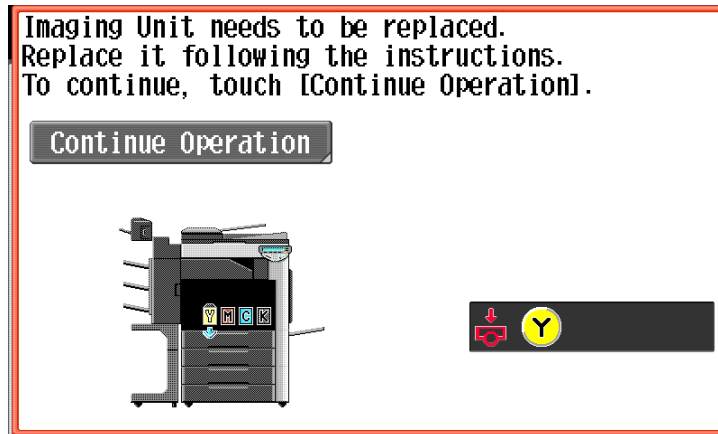 Imaging Unit needs to be replaced.
Replace it following the instructions.
To continue, touch [Continue Operation].
Continue Operation
Y M C K
Y